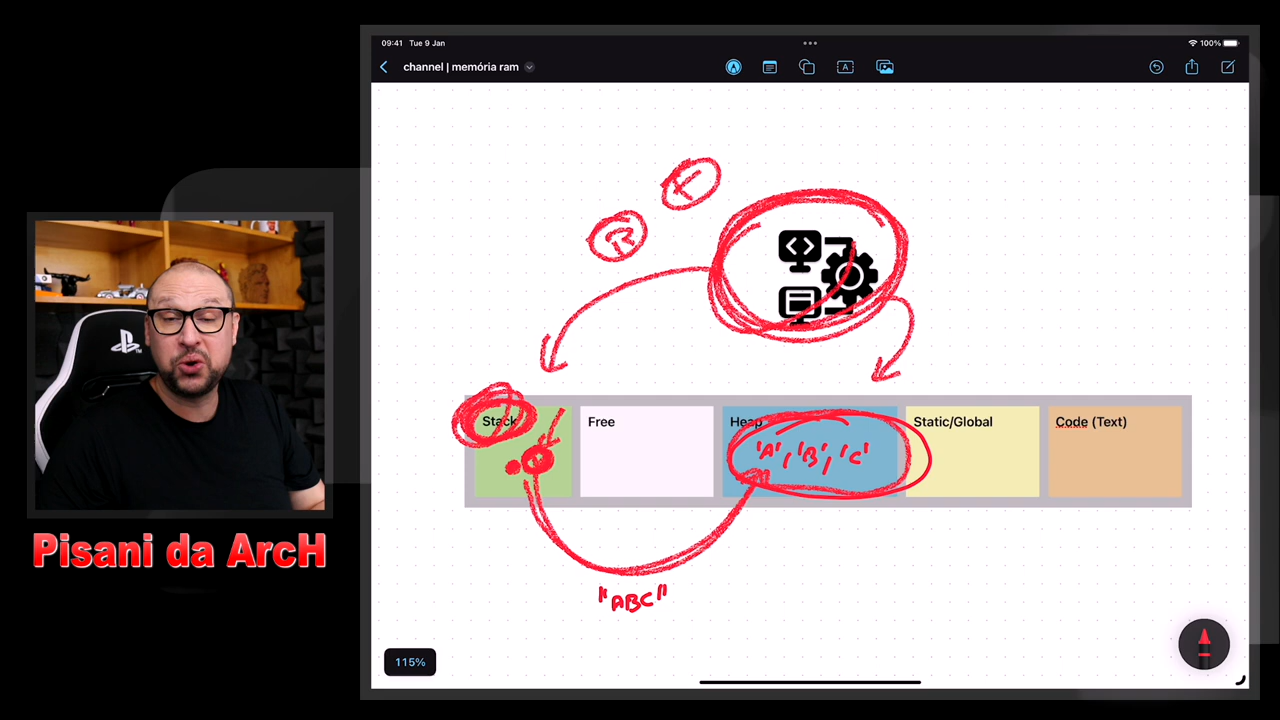 09:41 Tue 9 Jan
100%
channel | memória ram
A
F
R
Stack
Free
Heap
Static/Global
Code (Text)
'A', 'B', 'C'
Pisani da ArcH
"ABC"
115%